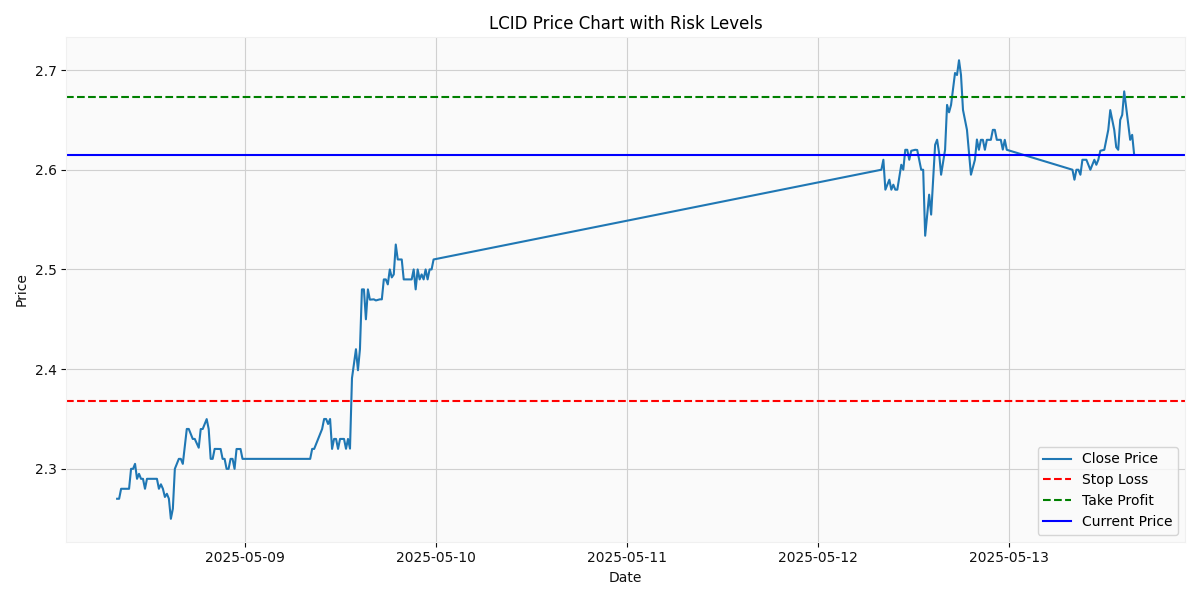 LCID Price Chart with Risk Levels
2.7
2.6
2.5
2.4
2.3
Price
2025-05-09
2025-05-10
2025-05-11
2025-05-12
2025-05-13
Date
Close Price
Stop Loss
Take Profit
Current Price